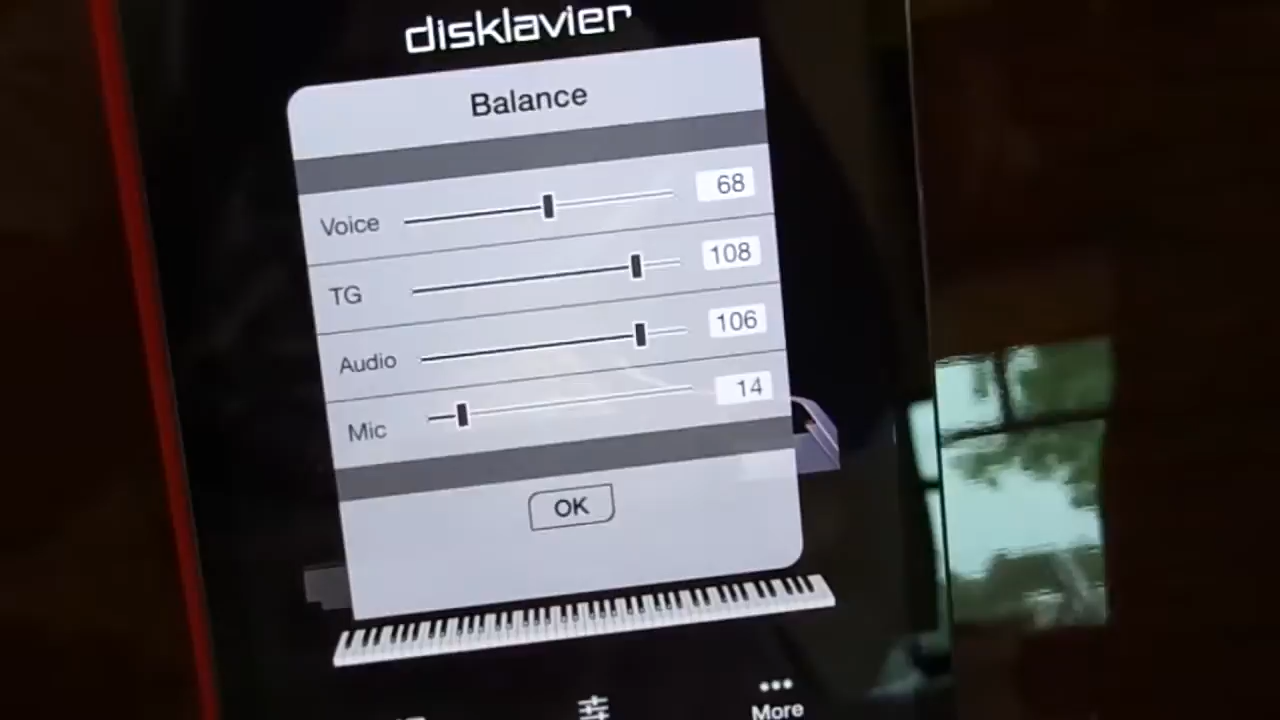 disklavier
Balance
Voice 68
TG 108
Audio 106
Mic 14
OK
More